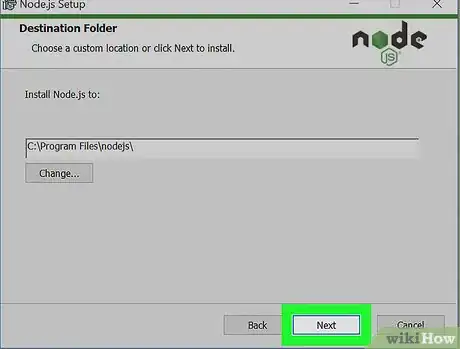 Node.js Setup
Destination Folder
Choose a custom location or click Next to install.
node
JS
Install Node.js to:
C:\Program Files\nodejs\
Change...
Back
Next
Cancel
wikiHow